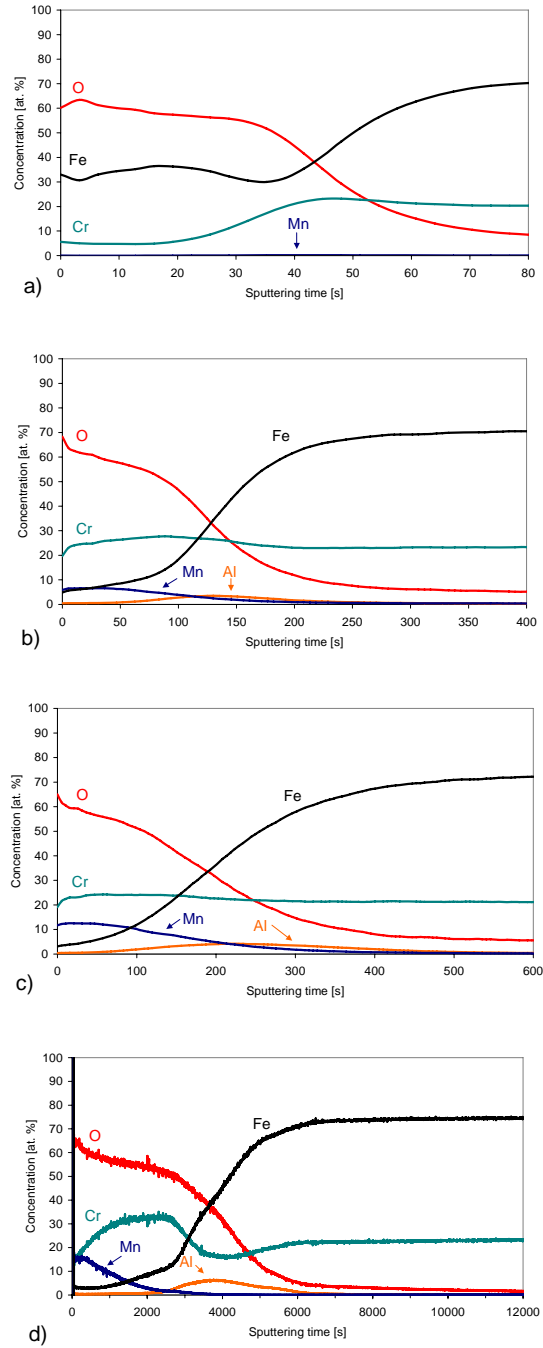 100
90
80
70
60
50
40
30
20
10
0
Concentration [at. %]
O
Fe
Cr
Mn
0 10 20 30 40 50 60 70 80
Sputtering time [s]
a)
100
90
80
70
60
50
40
30
20
10
0
Concentration [at. %]
O
Fe
Cr
Mn
Al
0 50 100 150 200 250 300 350 400
Sputtering time [s]
b)
100
90
80
70
60
50
40
30
20
10
0
Concentration [at. %]
O
Fe
Cr
Mn
Al
0 100 200 300 400 500 600
Sputtering time [s]
c)
100
90
80
70
60
50
40
30
20
10
0
Concentration [at. %]
O
Fe
Cr
Mn
Al
0 2000 4000 6000 8000 10000 12000
Sputtering time [s]
d)